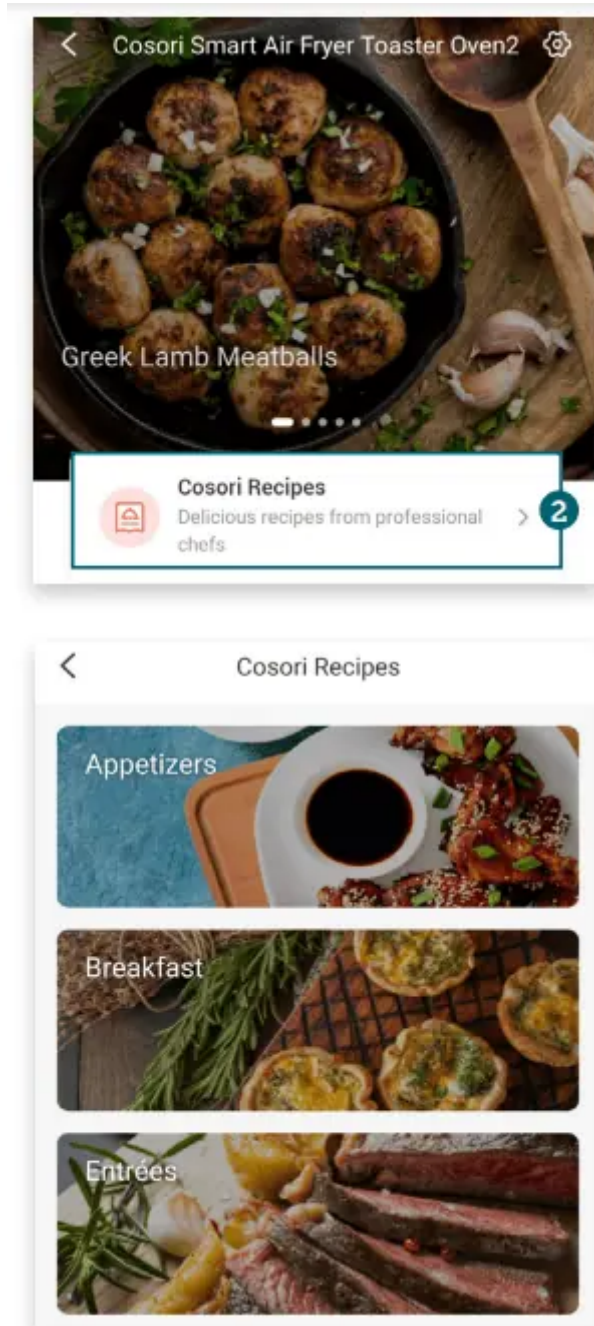 Cosori Smart Air Fryer Toaster Oven2
Greek Lamb Meatballs
Cosori Recipes
Delicious recipes from professional
chefs
2
Cosori Recipes
Appetizers
Breakfast
Entrées